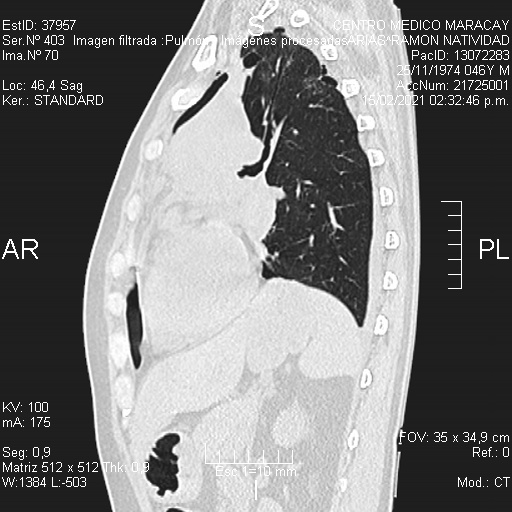 EstID: 37957
Ser.Nº 403 Imagen filtrada :Pulmón, Imágenes procesadas
Ima.Nº 70
Loc: 46,4 Sag
Ker.: STANDARD
CENTRO MEDICO MARACAY
ARIAS^RAMON NATIVIDAD
PacID: 13072283
25/11/1974 046Y M
AccNum: 21725001
15/02/2021 02:32:46 p.m.
S
AR
PL
KV: 100
mA: 175
Seg: 0,9
Matriz 512 x 512 Thk: 0,9
W:1384 L:-503
Esc 1=10 mm
I
FOV: 35 x 34,9 cm
Ref.: 0
Mod.: CT